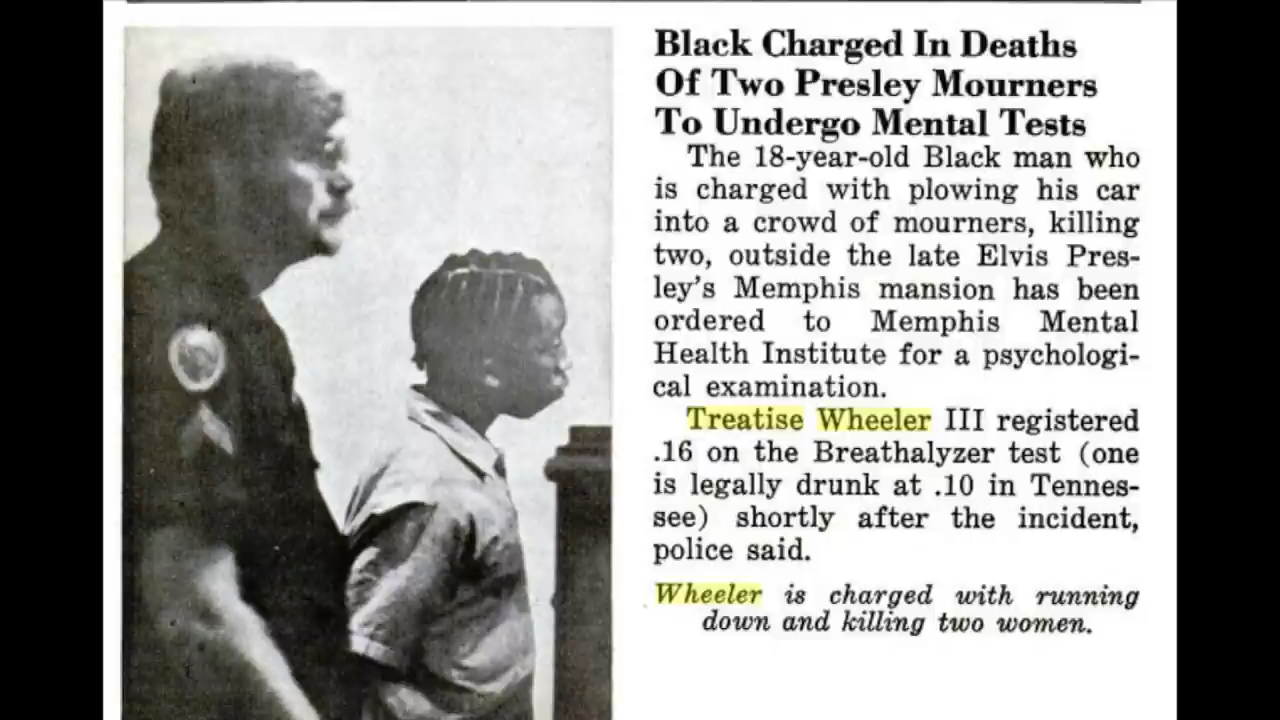 Black Charged In Deaths
Of Two Presley Mourners
To Undergo Mental Tests
The 18-year-old Black man who
is charged with plowing his car
into a crowd of mourners, killing
two, outside the late Elvis Pres-
ley's Memphis mansion has been
ordered to Memphis Mental
Health Institute for a psychologi-
cal examination.
Treatise Wheeler III registered
.16 on the Breathalyzer test (one
is legally drunk at .10 in Tennes-
see) shortly after the incident,
police said.
Wheeler is charged with running
down and killing two women.